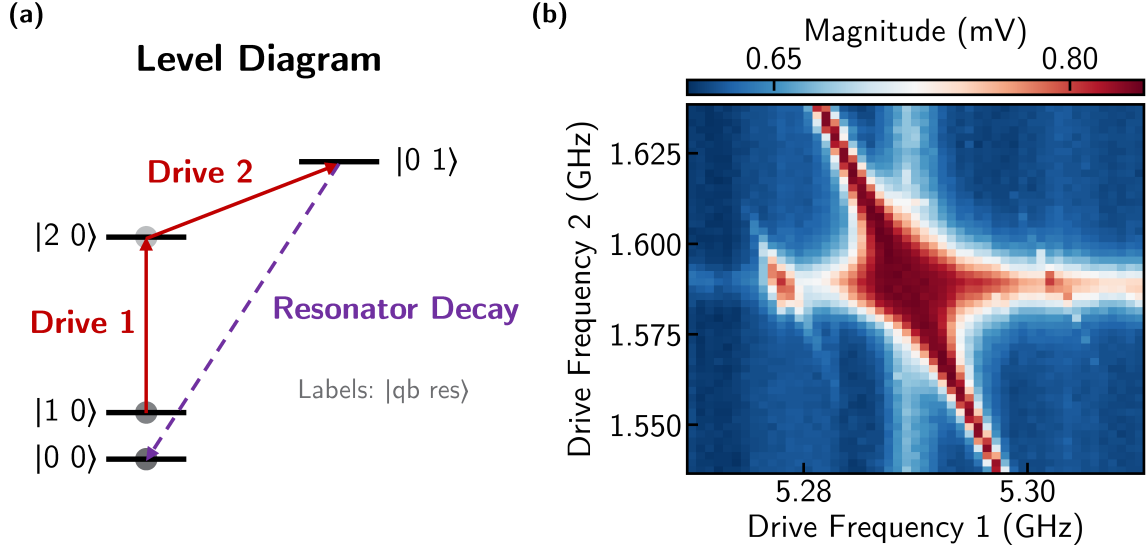 (a)
Level Diagram
|0 1⟩
Drive 2
|2 0⟩
Resonator Decay
Drive 1
Labels: |qb res⟩
|1 0⟩
|0 0⟩
(b)
Magnitude (mV)
0.65 0.80
Drive Frequency 2 (GHz)
1.625
1.600
1.575
1.550
5.28 5.30
Drive Frequency 1 (GHz)